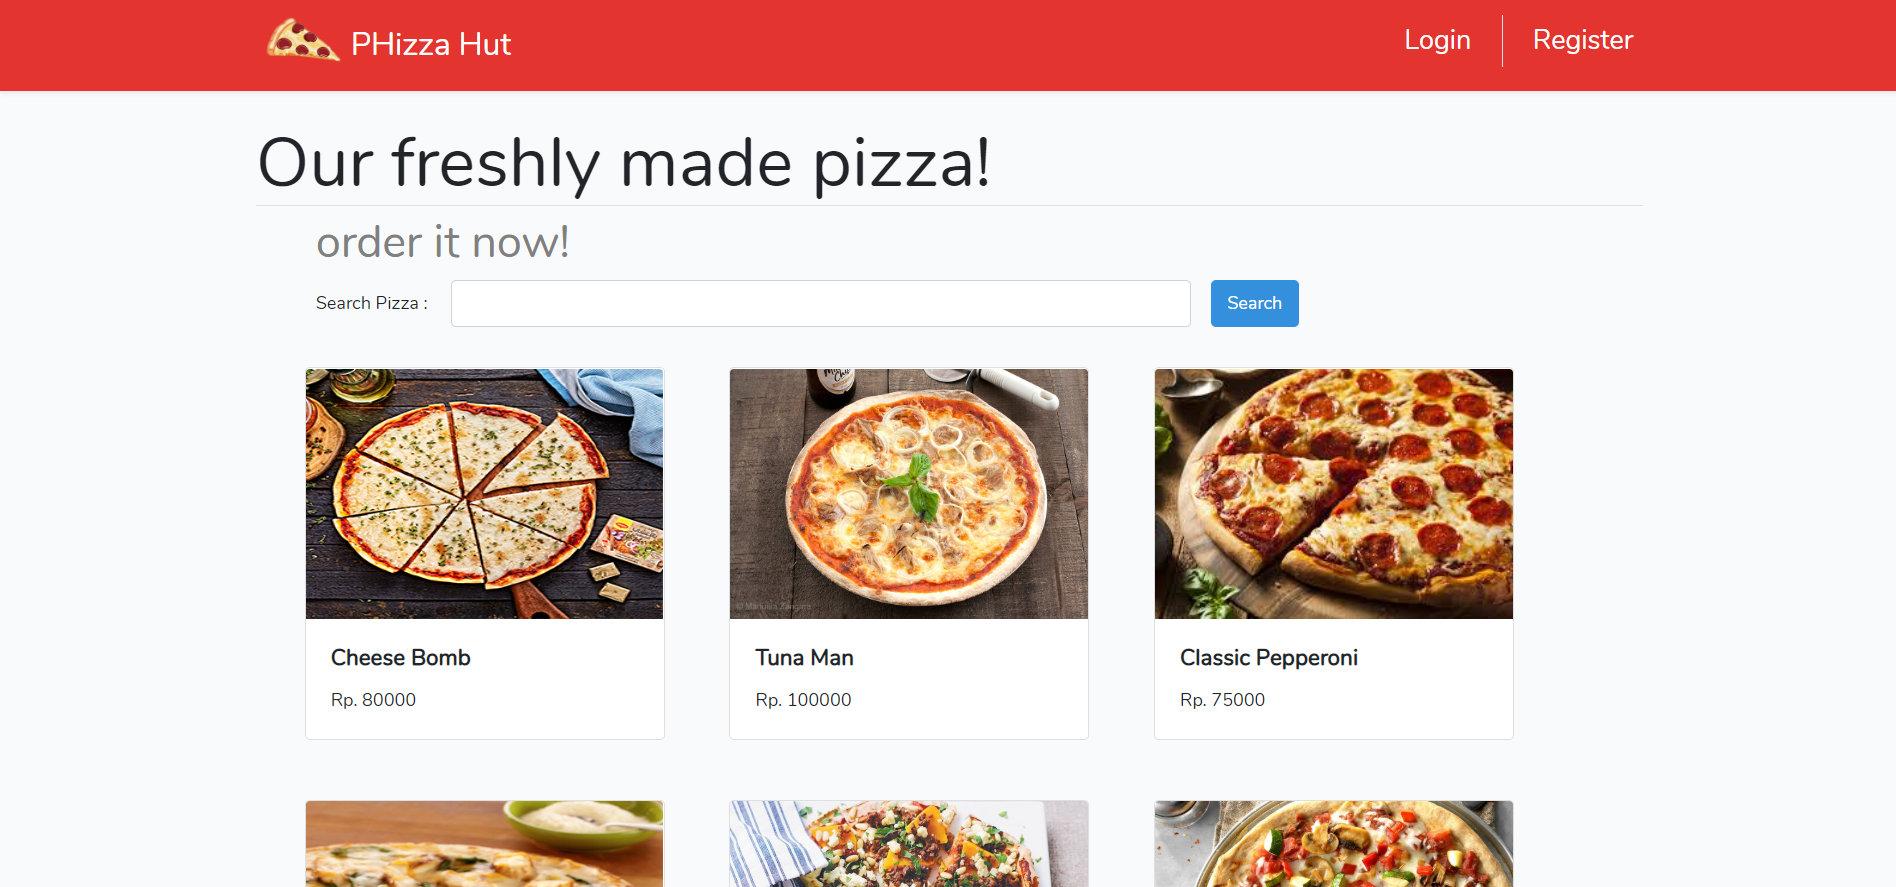 PHizza Hut
Login
Register
Our freshly made pizza!
order it now!
Search Pizza :
Search
Cheese Bomb
Rp. 80000
Tuna Man
Rp. 100000
Classic Pepperoni
Rp. 75000